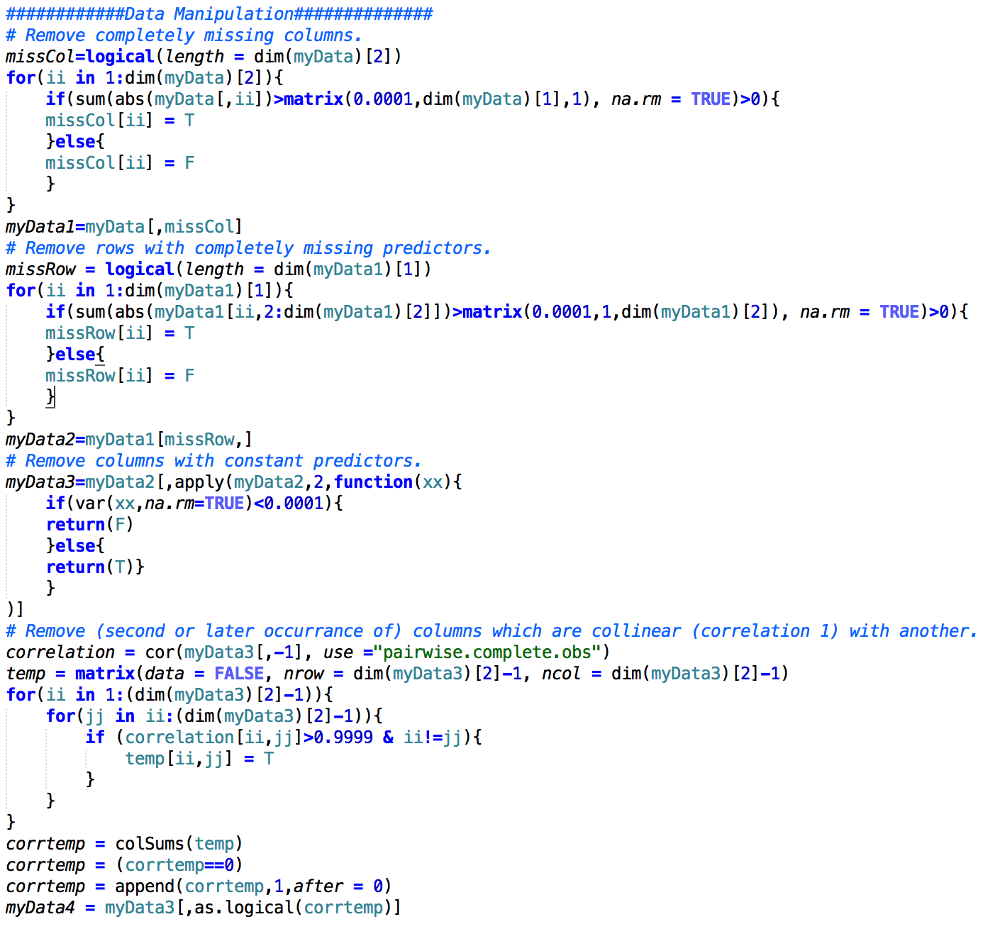 ############Data Manipulation##############
# Remove completely missing columns.
missCol=logical(length = dim(myData)[2])
for(ii in 1:dim(myData)[2]){
    if(sum(abs(myData[,ii])>matrix(0.0001,dim(myData)[1],1), na.rm = TRUE)>0){
    missCol[ii] = T
    }else{
    missCol[ii] = F
    }
}
myData1=myData[,missCol]
# Remove rows with completely missing predictors.
missRow = logical(length = dim(myData1)[1])
for(ii in 1:dim(myData1)[1]){
    if(sum(abs(myData1[ii,2:dim(myData1)[2]])>matrix(0.0001,1,dim(myData1)[2]), na.rm = TRUE)>0){
    missRow[ii] = T
    }else{
    missRow[ii] = F
    }
}
myData2=myData1[missRow,]
# Remove columns with constant predictors.
myData3=myData2[,apply(myData2,2,function(xx){
    if(var(xx,na.rm=TRUE)<0.0001){
    return(F)
    }else{
    return(T)}
    }
)]
# Remove (second or later occurrance of) columns which are collinear (correlation 1) with another.
correlation = cor(myData3[,-1], use ="pairwise.complete.obs")
temp = matrix(data = FALSE, nrow = dim(myData3)[2]-1, ncol = dim(myData3)[2]-1)
for(ii in 1:(dim(myData3)[2]-1)){
    for(jj in ii:(dim(myData3)[2]-1)){
        if (correlation[ii,jj]>0.9999 & ii!=jj){
            temp[ii,jj] = T
        }
    }
}
corrtemp = colSums(temp)
corrtemp = (corrtemp==0)
corrtemp = append(corrtemp,1,after = 0)
myData4 = myData3[,as.logical(corrtemp)]